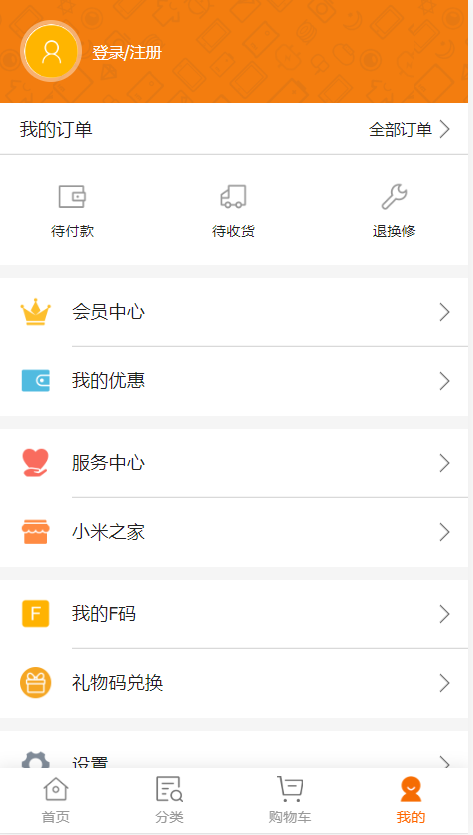 登录/注册
我的订单 全部订单
待付款 待收货 退换修
会员中心
我的优惠
服务中心
小米之家
F 我的F码
礼物码兑换
设置
首页 分类 购物车 我的